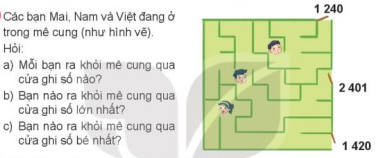 Các bạn Mai, Nam và Việt đang ở
trong mê cung (như hình vẽ).
Hỏi:
a) Mỗi bạn ra khỏi mê cung qua
cửa ghi số nào?
b) Bạn nào ra khỏi mê cung qua
cửa ghi số lớn nhất?
c) Bạn nào ra khỏi mê cung qua
cửa ghi số bé nhất?
1 240
2 401
1 420